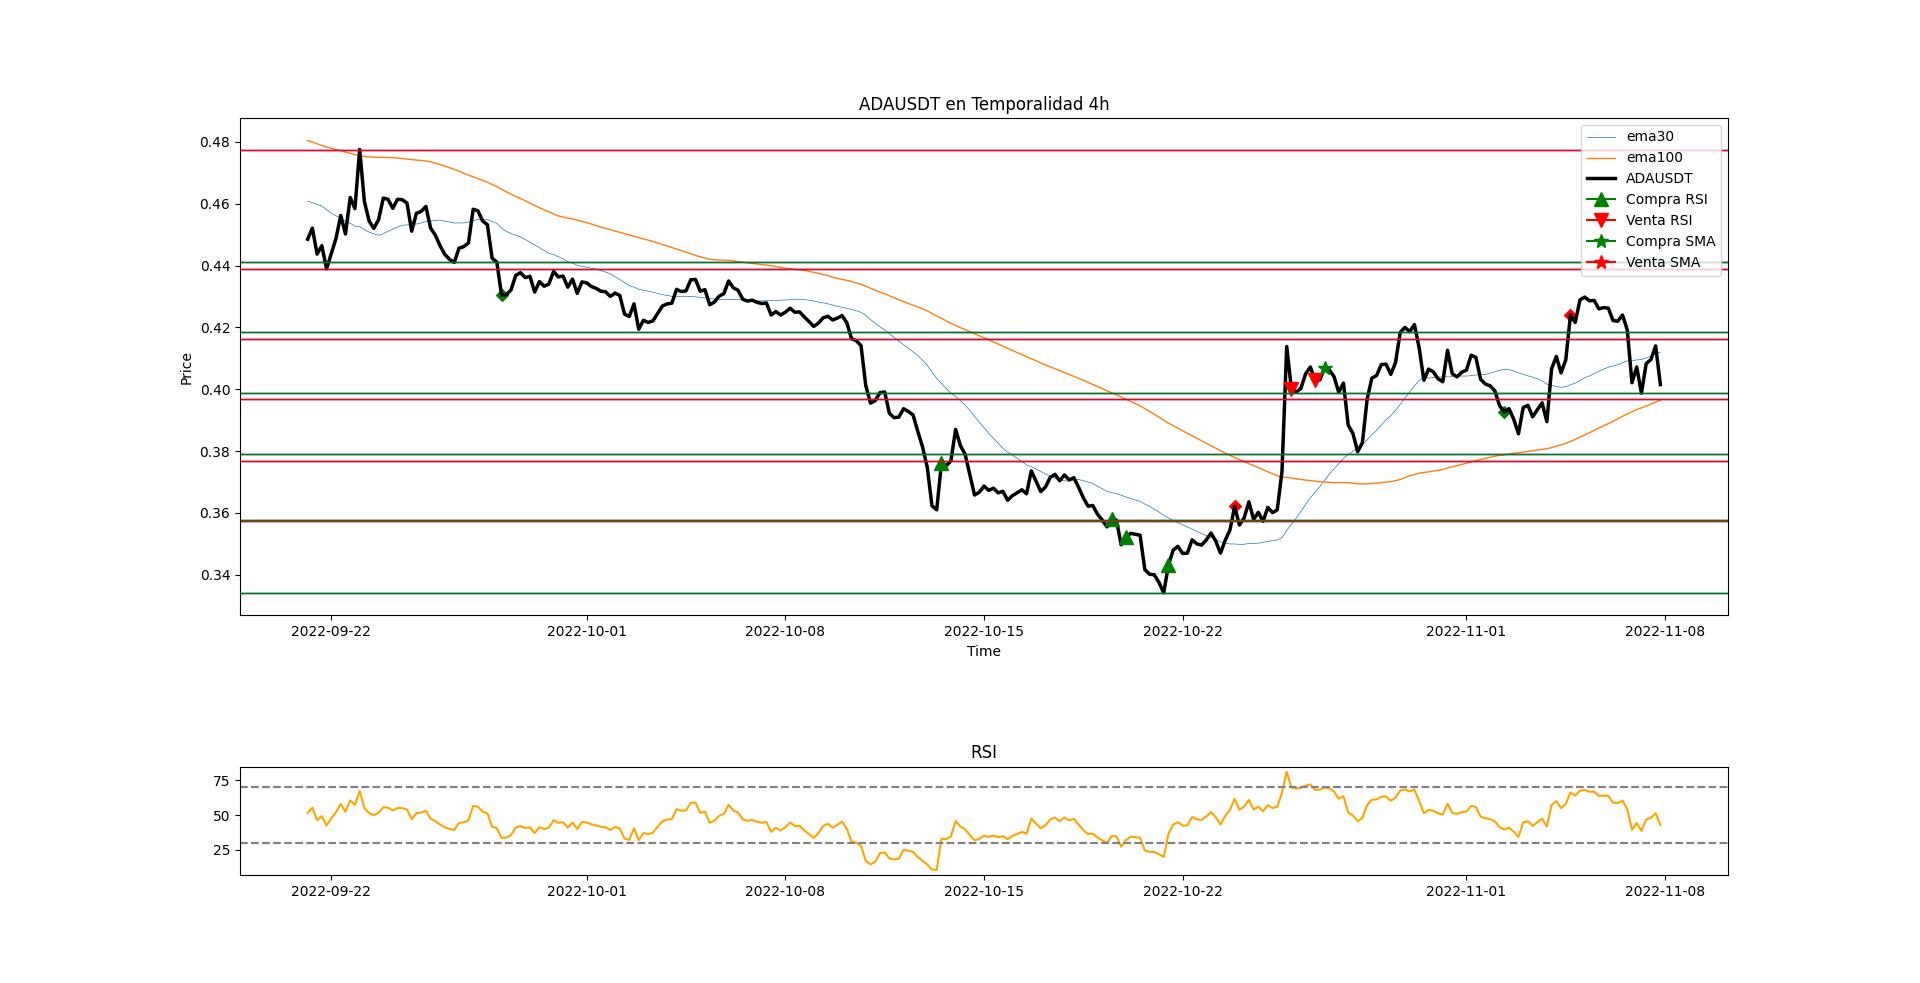 ADAUSDT en Temporalidad 4h
0.48
0.46
0.44
0.42
0.40
0.38
0.36
0.34
Price
ema30
ema100
ADAUSDT
Compra RSI
Venta RSI
Compra SMA
Venta SMA
2022-09-22 2022-10-01 2022-10-08 2022-10-15 2022-10-22 2022-11-01 2022-11-08
Time
RSI
75
50
25
2022-09-22 2022-10-01 2022-10-08 2022-10-15 2022-10-22 2022-11-01 2022-11-08